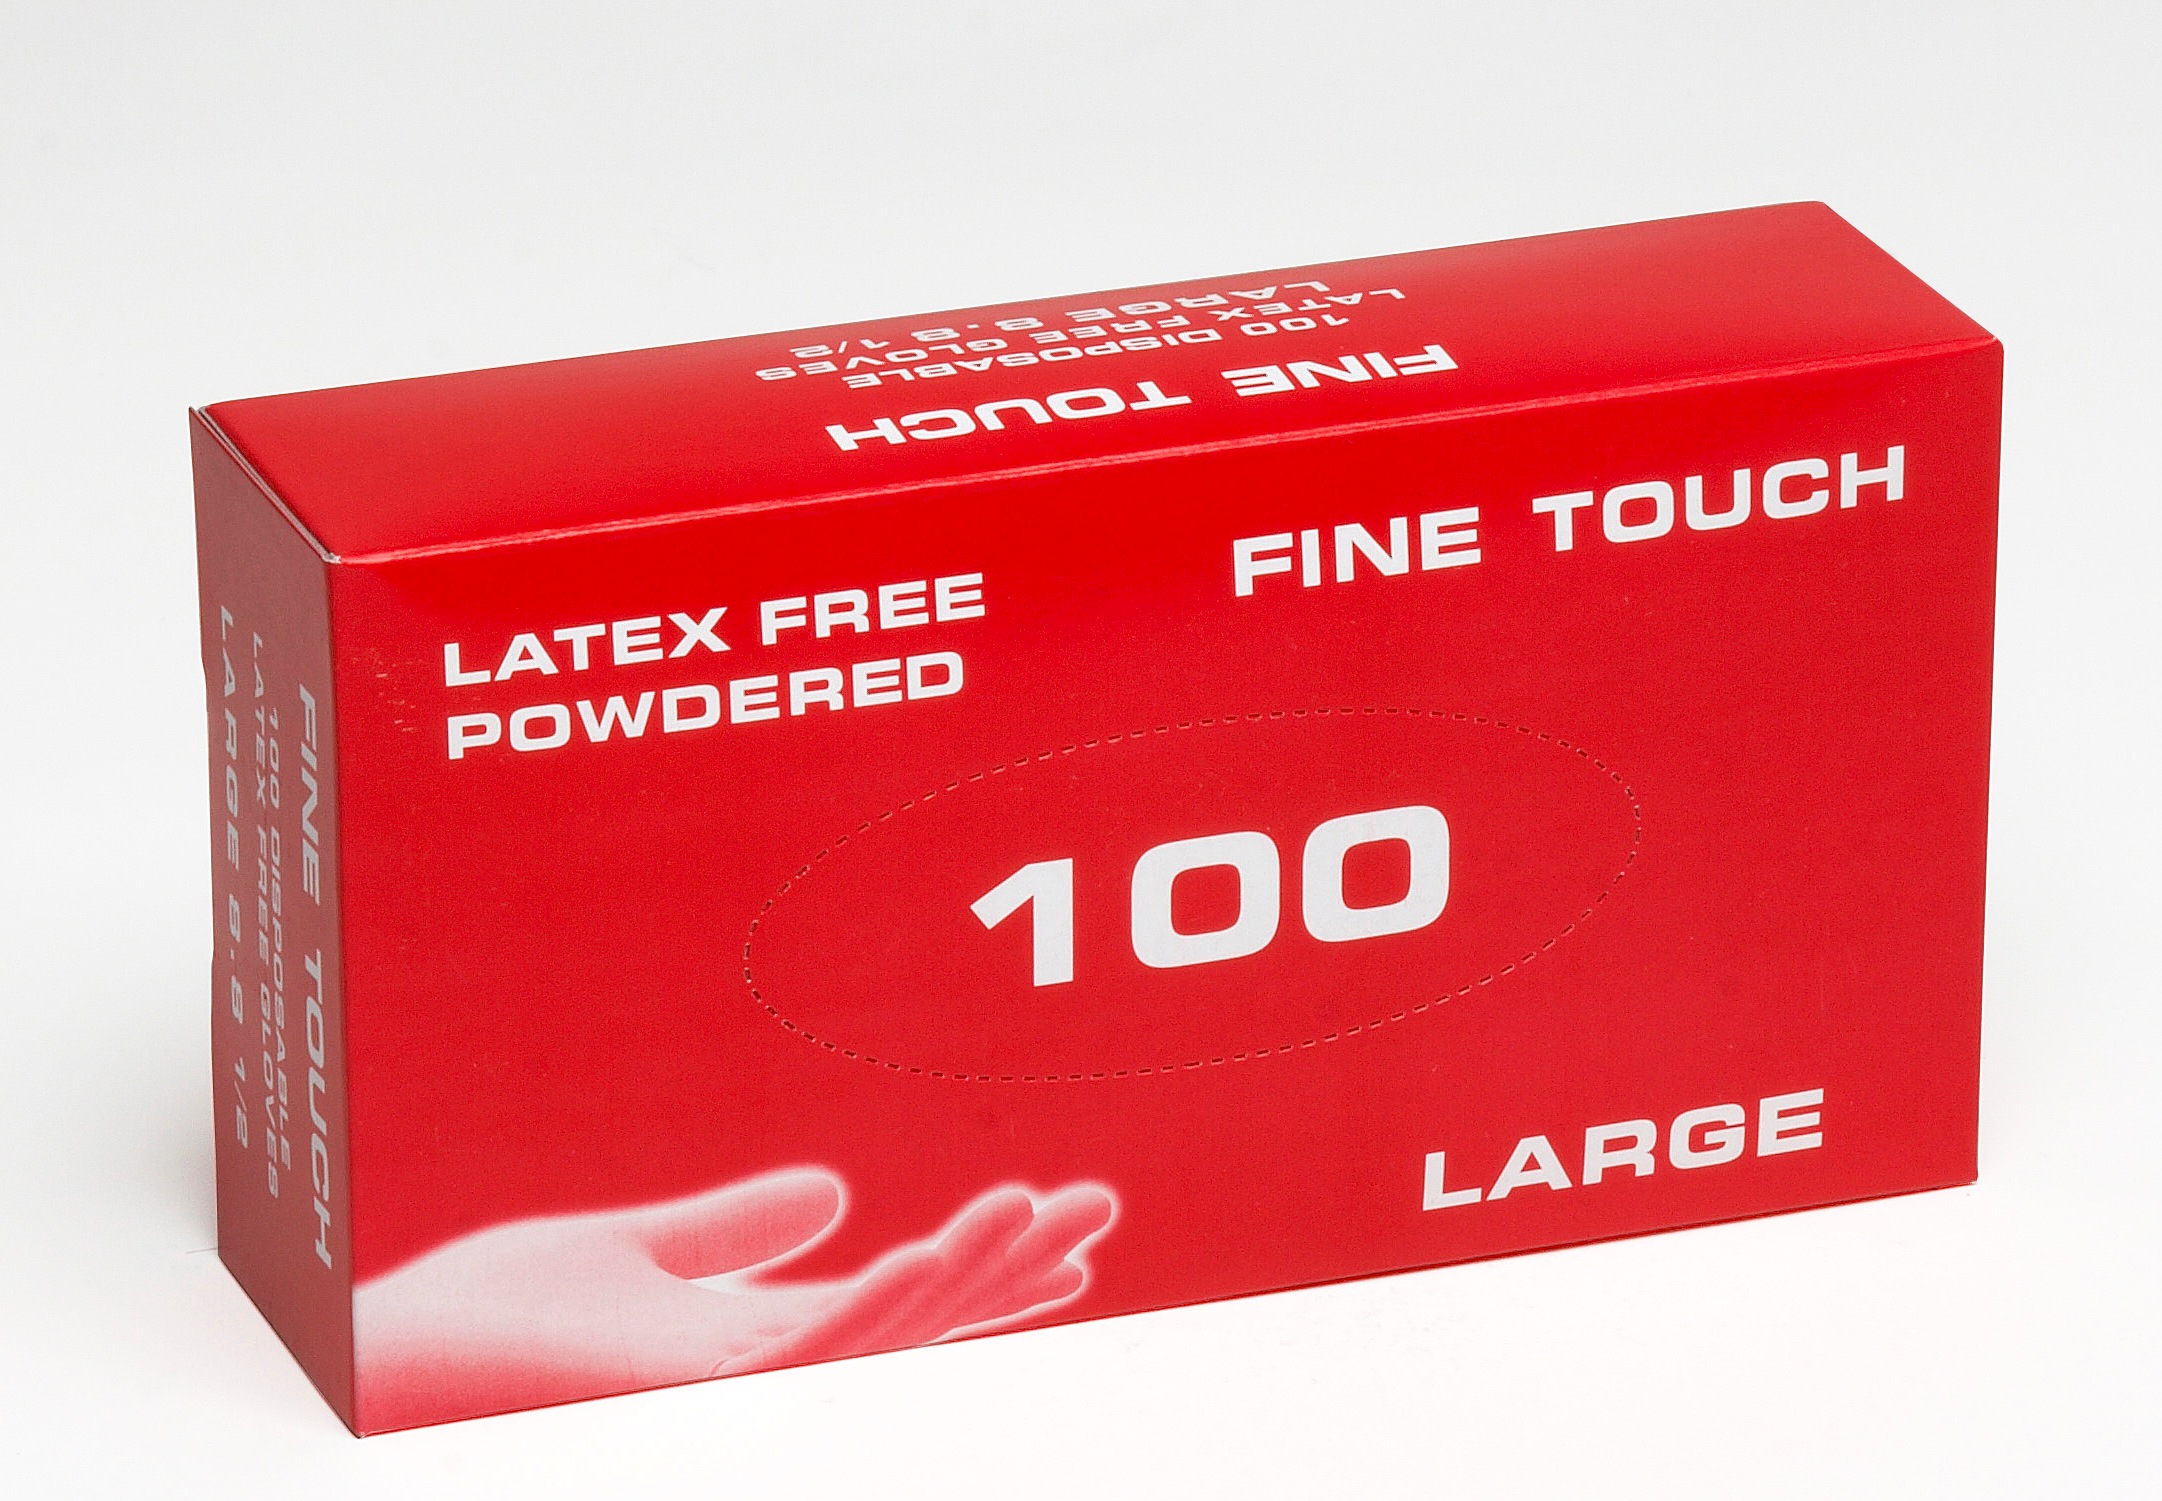 FINE TOUCH
100 DISPOSABLE
LATEX FREE GLOVES
LARGE 8.8 1/2
LATEX FREE
POWDERED
FINE TOUCH
100
LARGE
FINE TOUCH
100 DISPOSABLE
LATEX FREE GLOVES
LARGE 8.8 1/2